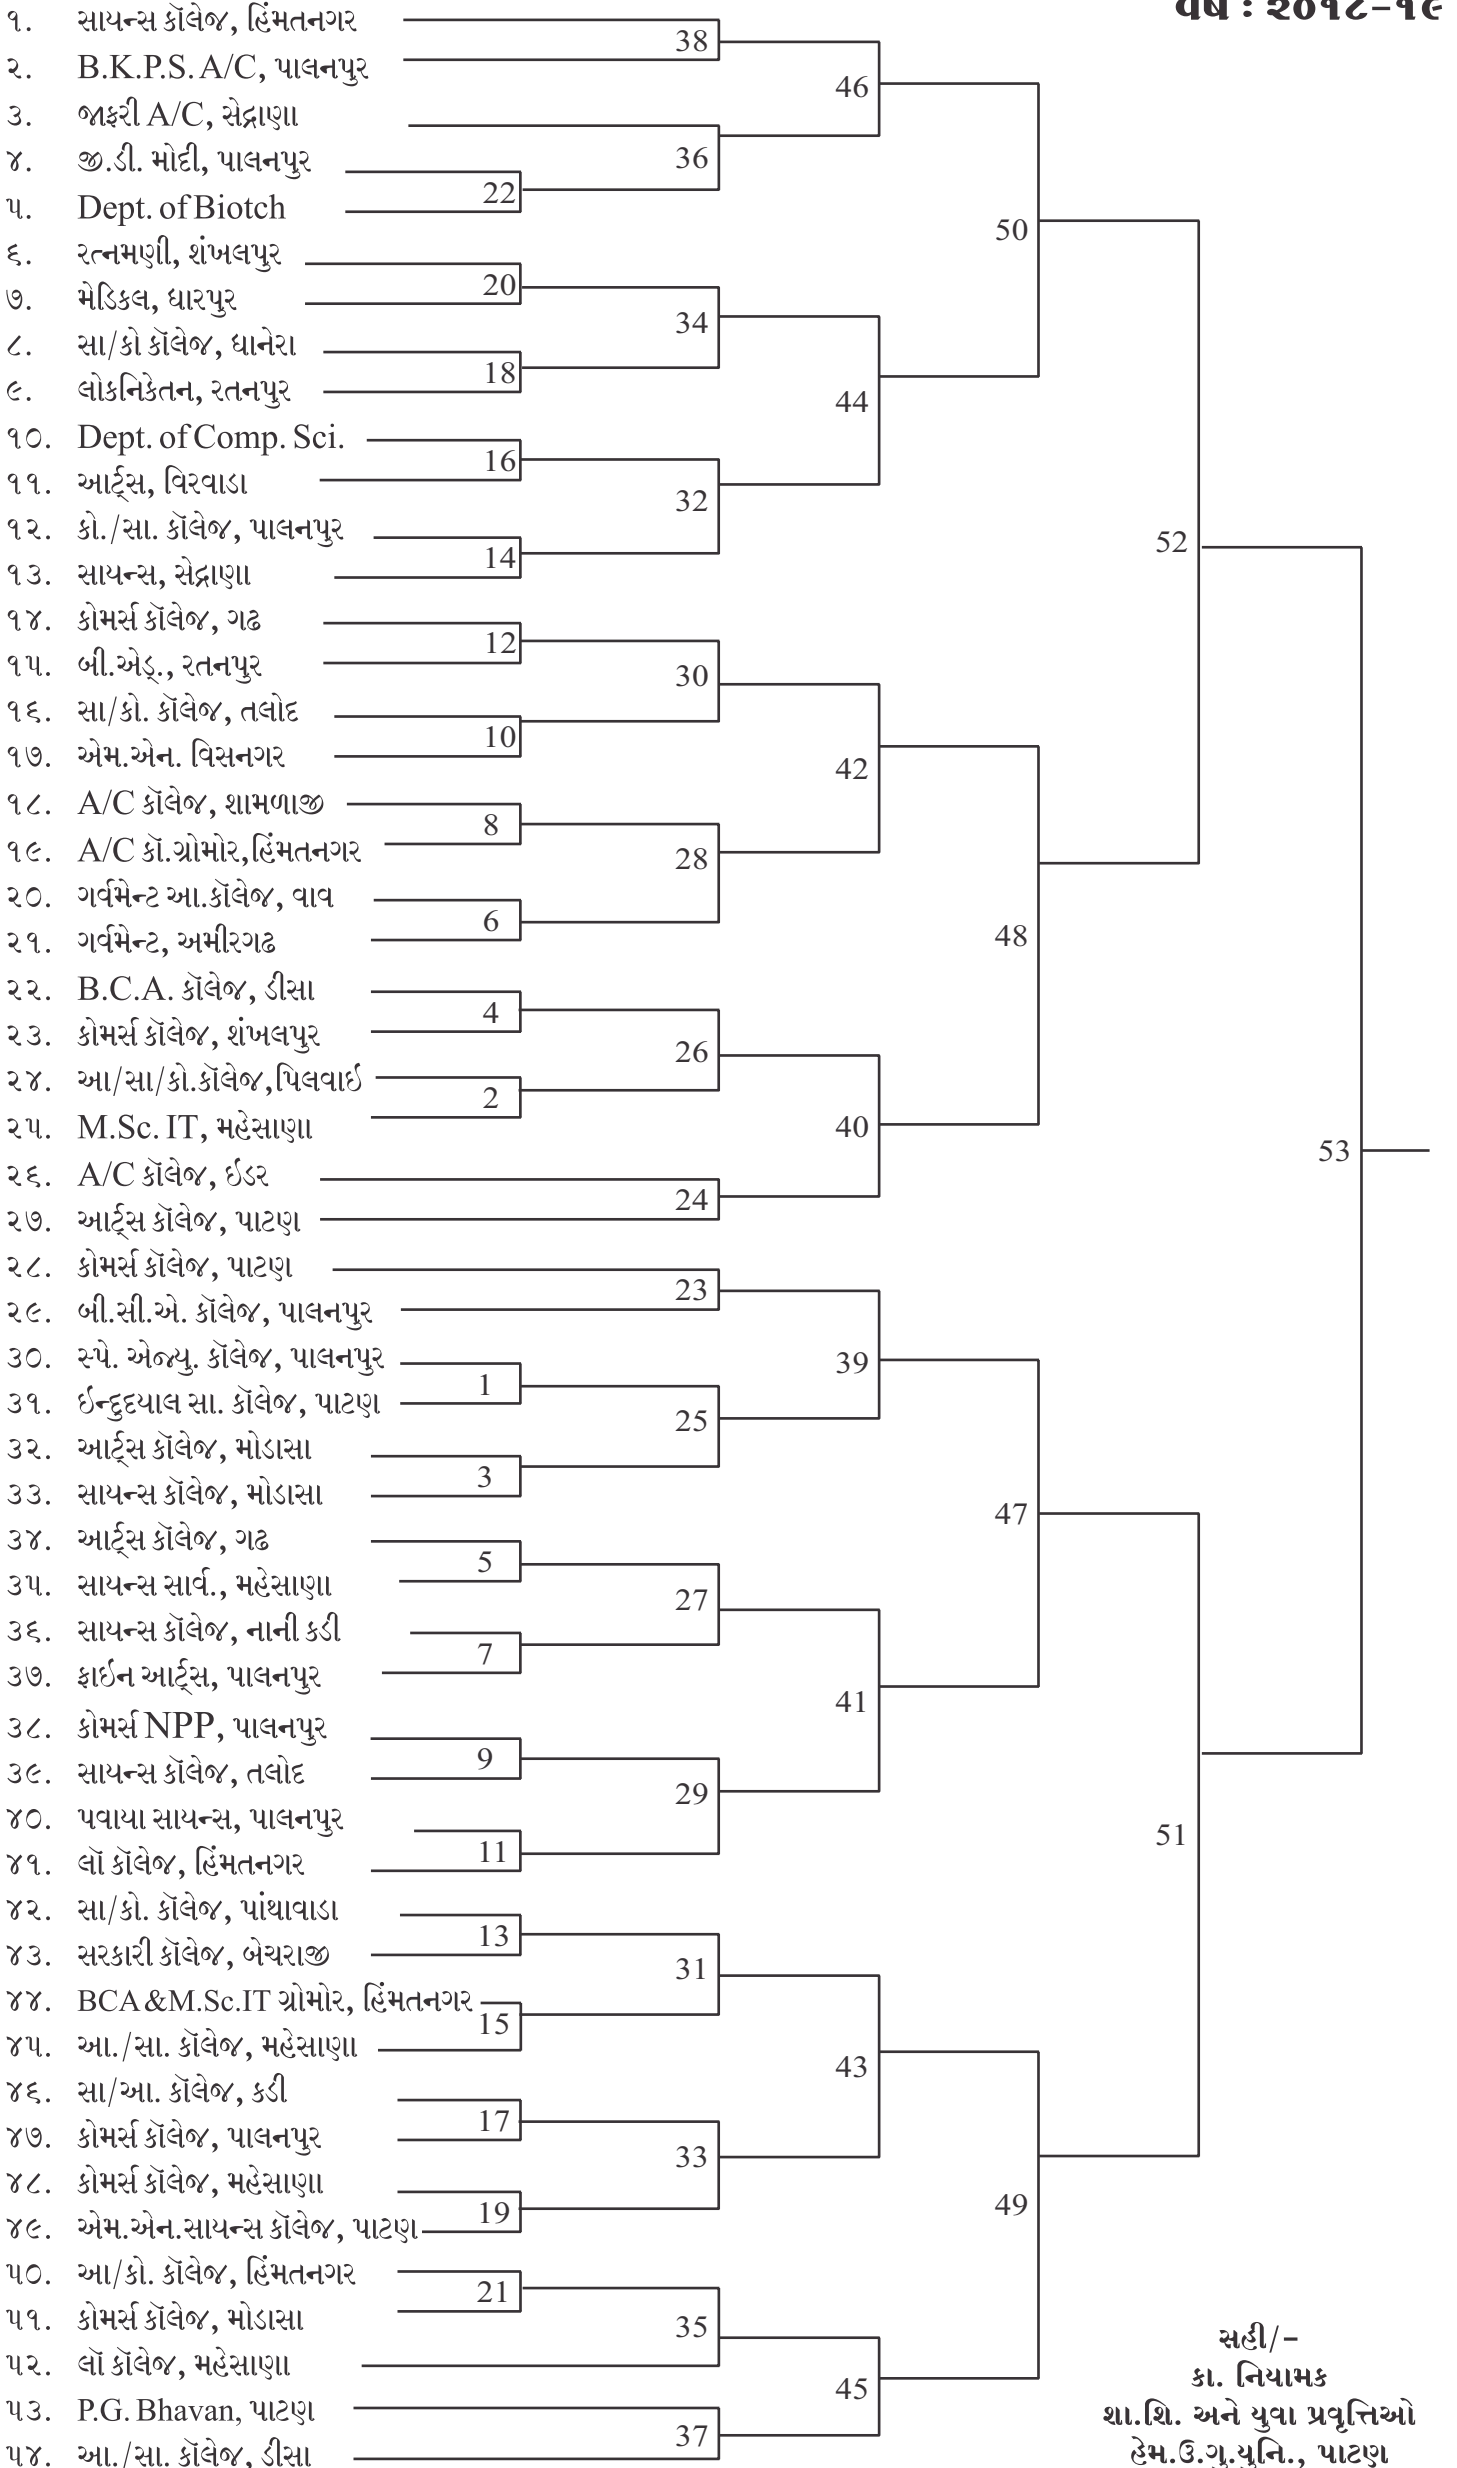 વર્ષ : ૨૦૧૮-૧૯
૧. સાયન્સ કૉલેજ, હિંમતનગર
૨. B.K.P.S. A/C, પાલનપુર
૩. જાફરી A/C, સેદ્રાણા
૪. જી.ડી. મોદી, પાલનપુર
૫. Dept. of Biotch
૬. રત્નમણી, શંખલપુર
૭. મેડિકલ, ધારપુર
૮. સા/કો કૉલેજ, ધાનેરા
૯. લોકનિકેતન, રતનપુર
૧૦. Dept. of Comp. Sci.
૧૧. આર્ટ્સ, વિરવાડા
૧૨. કો./સા. કૉલેજ, પાલનપુર
૧૩. સાયન્સ, સેદ્રાણા
૧૪. કોમર્સ કૉલેજ, ગઢ
૧૫. બી.એડ્., રતનપુર
૧૬. સા/કો. કૉલેજ, તલોદ
૧૭. એમ.એન. વિસનગર
૧૮. A/C કૉલેજ, શામળાજી
૧૯. A/C કૉ.ગ્રોમોર,હિંમતનગર
૨૦. ગર્વમેન્ટ આ.કૉલેજ, વાવ
૨૧. ગર્વમેન્ટ, અમીરગઢ
૨૨. B.C.A. કૉલેજ, ડીસા
૨૩. કોમર્સ કૉલેજ, શંખલપુર
૨૪. આ/સા/કો.કૉલેજ,પિલવાઈ
૨૫. M.Sc. IT, મહેસાણા
૨૬. A/C કૉલેજ, ઈડર
૨૭. આર્ટ્સ કૉલેજ, પાટણ
૨૮. કોમર્સ કૉલેજ, પાટણ
૨૯. બી.સી.એ. કૉલેજ, પાલનપુર
૩૦. સ્પે. એજ્યુ. કૉલેજ, પાલનપુર
૩૧. ઈન્દુદયાલ સા. કૉલેજ, પાટણ
૩૨. આર્ટ્સ કૉલેજ, મોડાસા
૩૩. સાયન્સ કૉલેજ, મોડાસા
૩૪. આર્ટ્સ કૉલેજ, ગઢ
૩૫. સાયન્સ સાર્વ., મહેસાણા
૩૬. સાયન્સ કૉલેજ, નાની કડી
૩૭. ફાઈન આર્ટ્સ, પાલનપુર
૩૮. કોમર્સ NPP, પાલનપુર
૩૯. સાયન્સ કૉલેજ, તલોદ
૪૦. પવાયા સાયન્સ, પાલનપુર
૪૧. લૉ કૉલેજ, હિંમતનગર
૪૨. સા/કો. કૉલેજ, પાંથાવાડા
૪૩. સરકારી કૉલેજ, બેચરાજી
૪૪. BCA&M.Sc.IT ગ્રોમોર, હિંમતનગર
૪૫. આ./સા. કૉલેજ, મહેસાણા
૪૬. સા/આ. કૉલેજ, કડી
૪૭. કોમર્સ કૉલેજ, પાલનપુર
૪૮. કોમર્સ કૉલેજ, મહેસાણા
૪૯. એમ.એન.સાયન્સ કૉલેજ, પાટણ
૫૦. આ/કો. કૉલેજ, હિંમતનગર
૫૧. કોમર્સ કૉલેજ, મોડાસા
૫૨. લૉ કૉલેજ, મહેસાણા
૫૩. P.G. Bhavan, પાટણ
૫૪. આ./સા. કૉલેજ, ડીસા
22
20
18
16
14
12
10
8
6
4
2
1
3
5
7
9
11
13
15
17
19
21
38
36
34
32
30
28
26
24
23
25
27
29
31
33
35
37
46
44
42
40
39
41
43
45
50
48
47
49
52
51
53
સહી/-
કા. નિયામક
શા.શિ. અને યુવા પ્રવૃત્તિઓ
હેમ.ઉ.ગુ.યુનિ., પાટણ